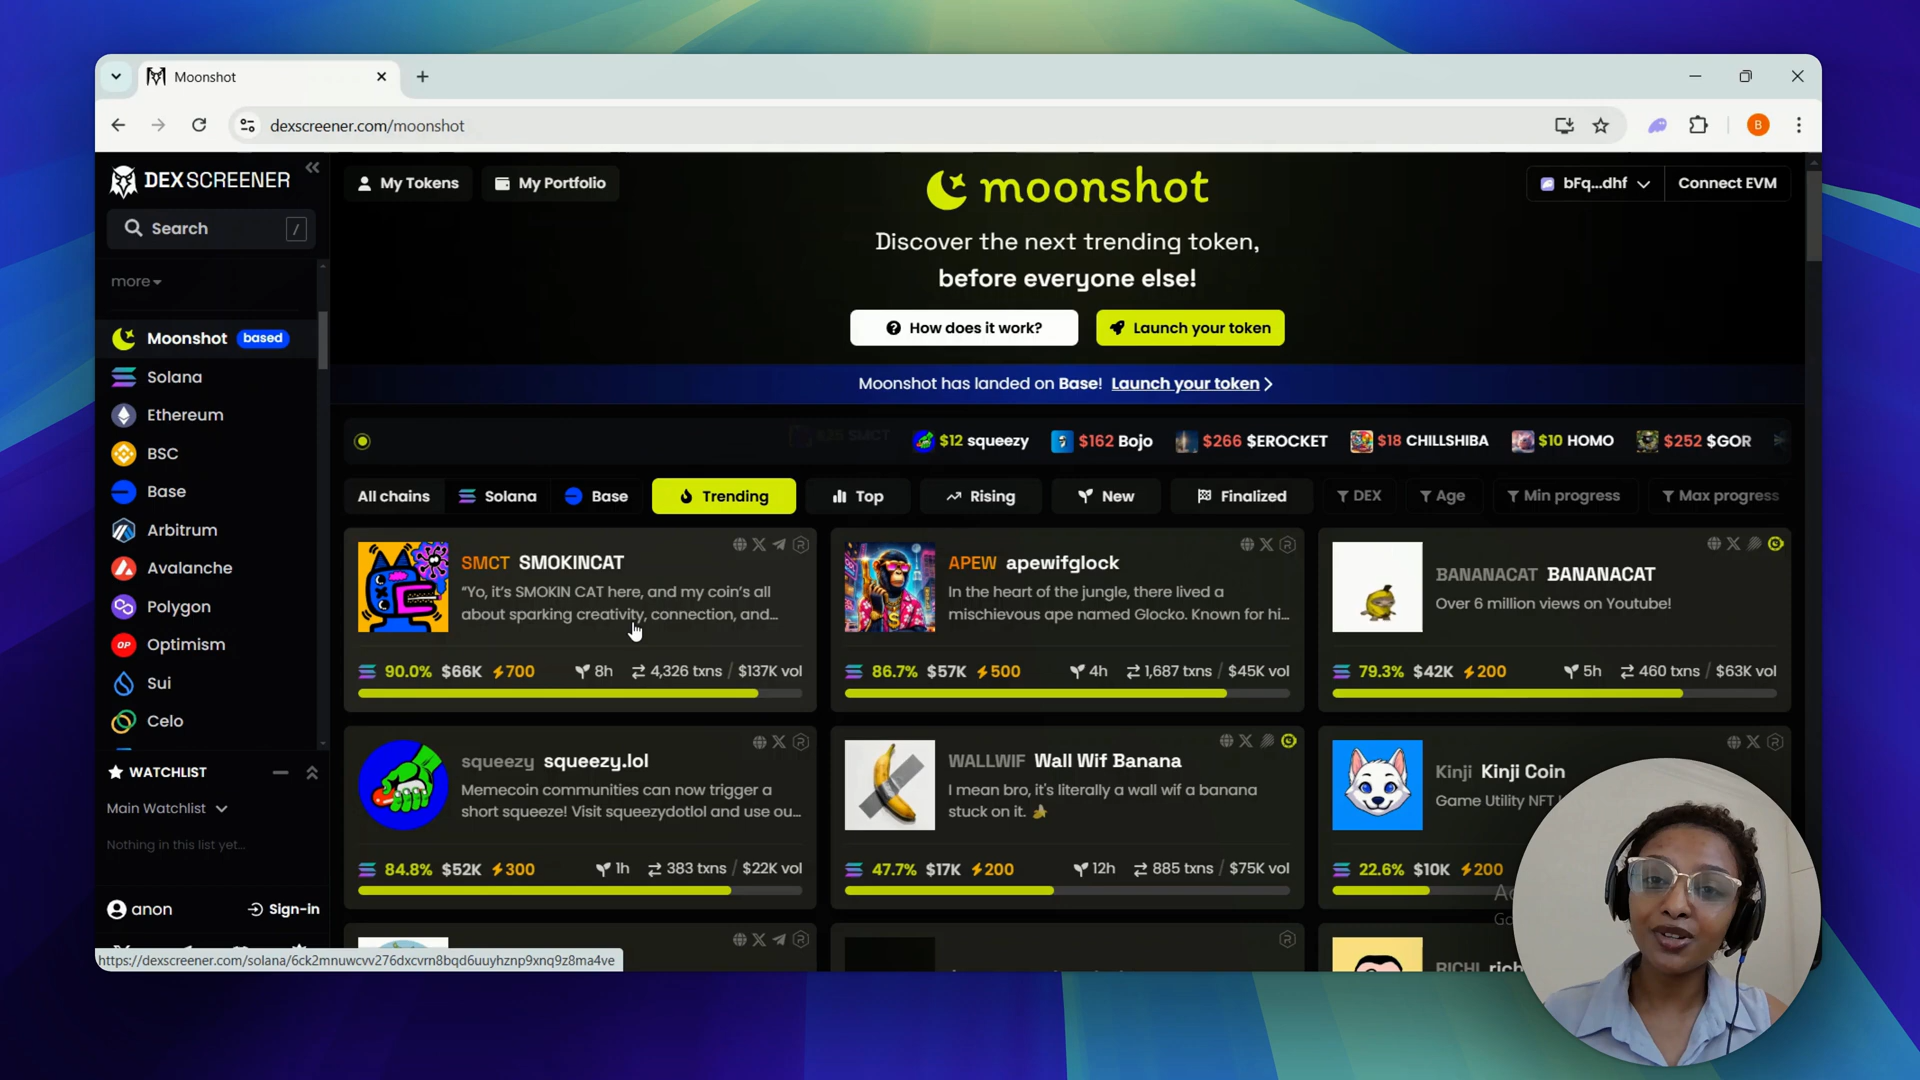 Moonshot
dexscreener.com/moonshot
B
DEXSCREENER
Search
/
more
Moonshot based
Solana
Ethereum
BSC
Base
Arbitrum
Avalanche
Polygon
OP Optimism
Sui
Celo
WATCHLIST
Main Watchlist
Nothing in this list yet...
anon
Sign-in
https://dexscreener.com/solana/6ck2mnuwcvv276dxcvrn8bqd6uuyhznp9xnq9z8ma4ve
My Tokens
My Portfolio
moonshot
bFq...dhf
Connect EVM
Discover the next trending token,
before everyone else!
How does it work?
Launch your token
Moonshot has landed on Base! Launch your token
SMCT
$12 squeezy
$162 Bojo
$266 $EROCKET
$18 CHILLSHIBA
$10 HOMO
$252 $GOR
All chains
Solana
Base
Trending
Top
Rising
New
Finalized
DEX
Age
Min progress
Max progress
SMCT SMOKINCAT
“Yo, it’s SMOKIN CAT here, and my coin’s all
about sparking creativity, connection, and...
90.0% $66K 700 8h 4,326 txns / $137K vol
APEW apewifglock
In the heart of the jungle, there lived a
mischievous ape named Glocko. Known for hi...
86.7% $57K 500 4h 1,687 txns / $45K vol
BANANACAT BANANACAT
Over 6 million views on Youtube!
79.3% $42K 200 5h 460 txns / $63K vol
squeezy squeezy.lol
Memecoin communities can now trigger a
short squeeze! Visit squeezydotlol and use ou...
84.8% $52K 300 1h 383 txns / $22K vol
WALLWIF Wall Wif Banana
I mean bro, it's literally a wall wif a banana
stuck on it.
47.7% $17K 200 12h 885 txns / $75K vol
Kinji Kinji Coin
Game Utility NFT
22.6% $10K 200
RICHI rich